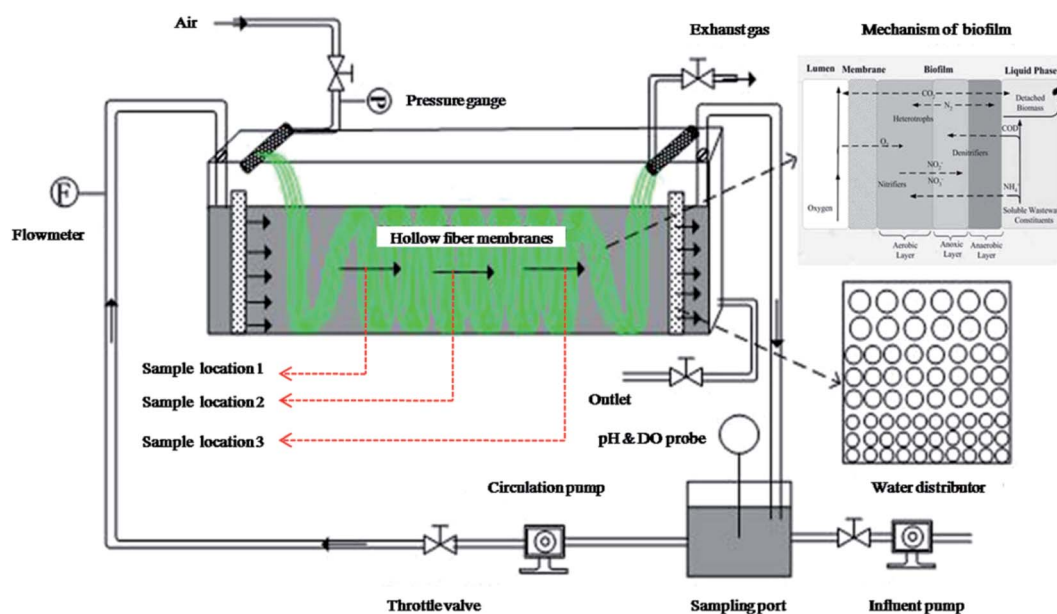 Air
Exhaust gas
Mechanism of biofilm
Pressure gauge
P
F
Flowmeter
Hollow fiber membranes
Sample location 1
Sample location 2
Sample location 3
Outlet
pH & DO probe
Circulation pump
Water distributor
Throttle valve
Sampling port
Influent pump
Lumen
Membrane
Biofilm
Liquid Phase
CO₂
N₂
Detached
Biomass
Heterotrophs
COD
O₂
Denitrifiers
NO₂⁻
NO₃⁻
Nitrifiers
NH₄⁺
Oxygen
Soluble Wastewater
Constituents
Aerobic
Layer
Anoxic
Layer
Anaerobic
Layer